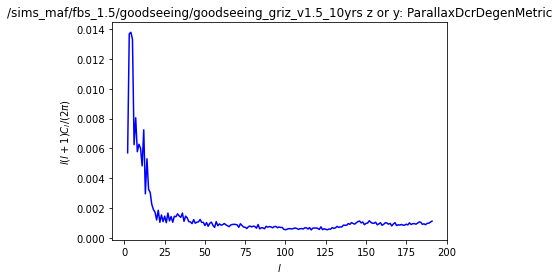 /sims_maf/fbs_1.5/goodseeing/goodseeing_griz_v1.5_10yrs z or y: ParallaxDcrDegenMetric
0.014
0.012
0.010
0.008
0.006
0.004
0.002
0.000
l(l + 1)C_l/(2π)
0 25 50 75 100 125 150 175 200
l